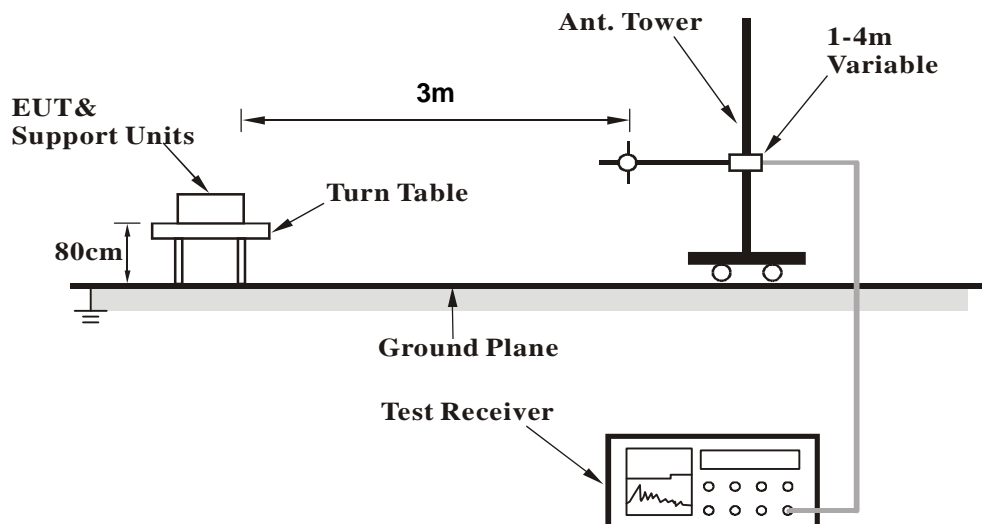 Ant. Tower
1-4m
Variable
3m
EUT&
Support Units
Turn Table
80cm
Ground Plane
Test Receiver